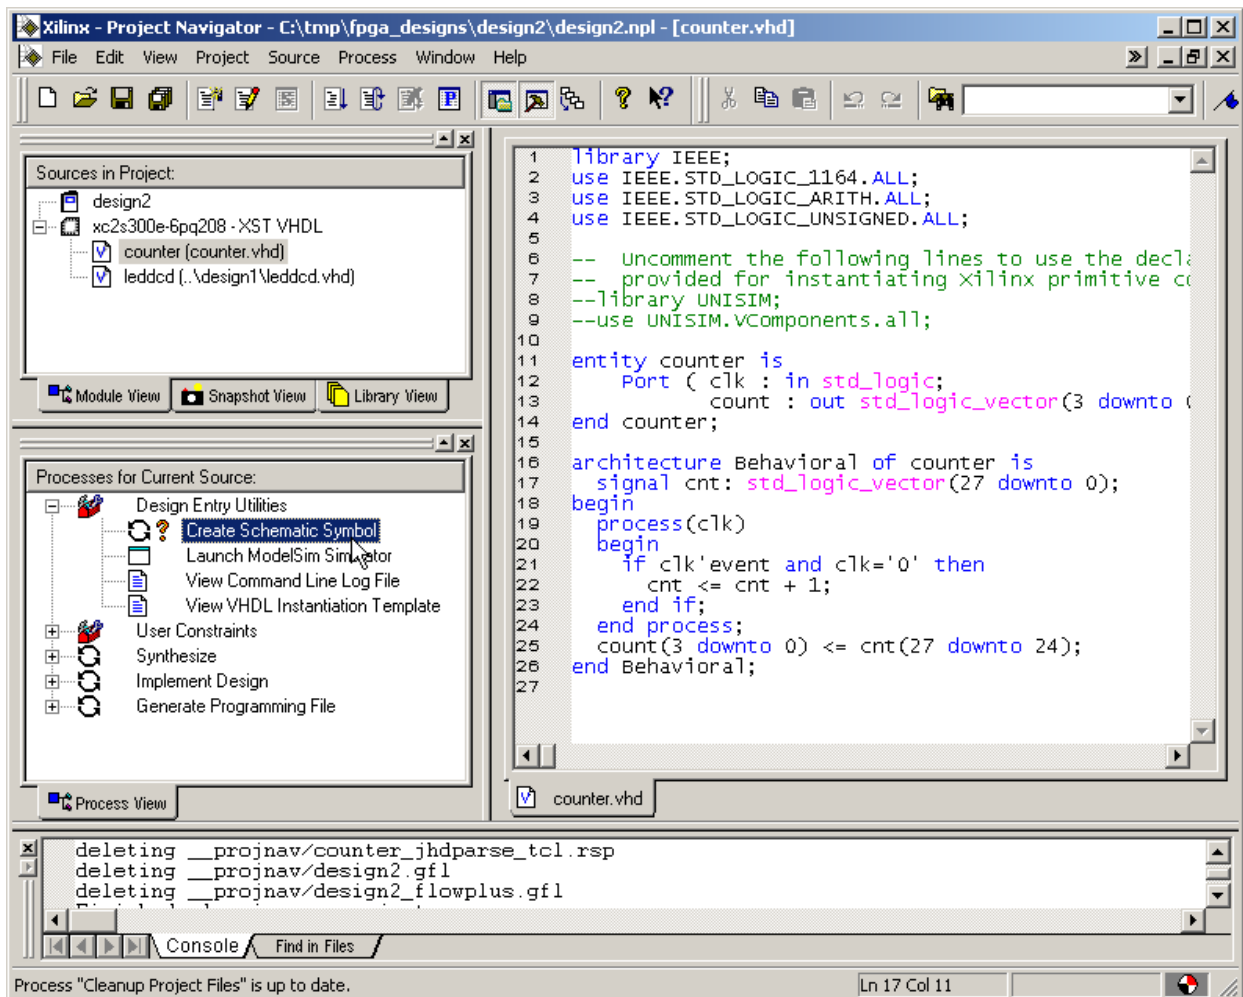 Xilinx - Project Navigator - C:\tmp\fpga_designs\design2\design2.npl - [counter.vhd]
File Edit View Project Source Process Window Help
Sources in Project:
design2
xc2s300e-6pq208 - XST VHDL
counter (counter.vhd)
leddcd (..\design1\leddcd.vhd)
Module View Snapshot View Library View
Processes for Current Source:
Design Entry Utilities
Create Schematic Symbol
Launch ModelSim Simulator
View Command Line Log File
View VHDL Instantiation Template
User Constraints
Synthesize
Implement Design
Generate Programming File
Process View
1 library IEEE;
2 use IEEE.STD_LOGIC_1164.ALL;
3 use IEEE.STD_LOGIC_ARITH.ALL;
4 use IEEE.STD_LOGIC_UNSIGNED.ALL;
5
6 -- Uncomment the following lines to use the decla
7 -- provided for instantiating Xilinx primitive co
8 --library UNISIM;
9 --use UNISIM.VComponents.all;
10
11 entity counter is
12 Port ( clk : in std_logic;
13 count : out std_logic_vector(3 downto 0
14 end counter;
15
16 architecture Behavioral of counter is
17 signal cnt: std_logic_vector(27 downto 0);
18 begin
19 process(clk)
20 begin
21 if clk'event and clk='0' then
22 cnt <= cnt + 1;
23 end if;
24 end process;
25 count(3 downto 0) <= cnt(27 downto 24);
26 end Behavioral;
27
counter.vhd
deleting __projnav/counter_jhdparse_tcl.rsp
deleting __projnav/design2.gfl
deleting __projnav/design2_flowplus.gfl
Console Find in Files
Process "Cleanup Project Files" is up to date.
Ln 17 Col 11